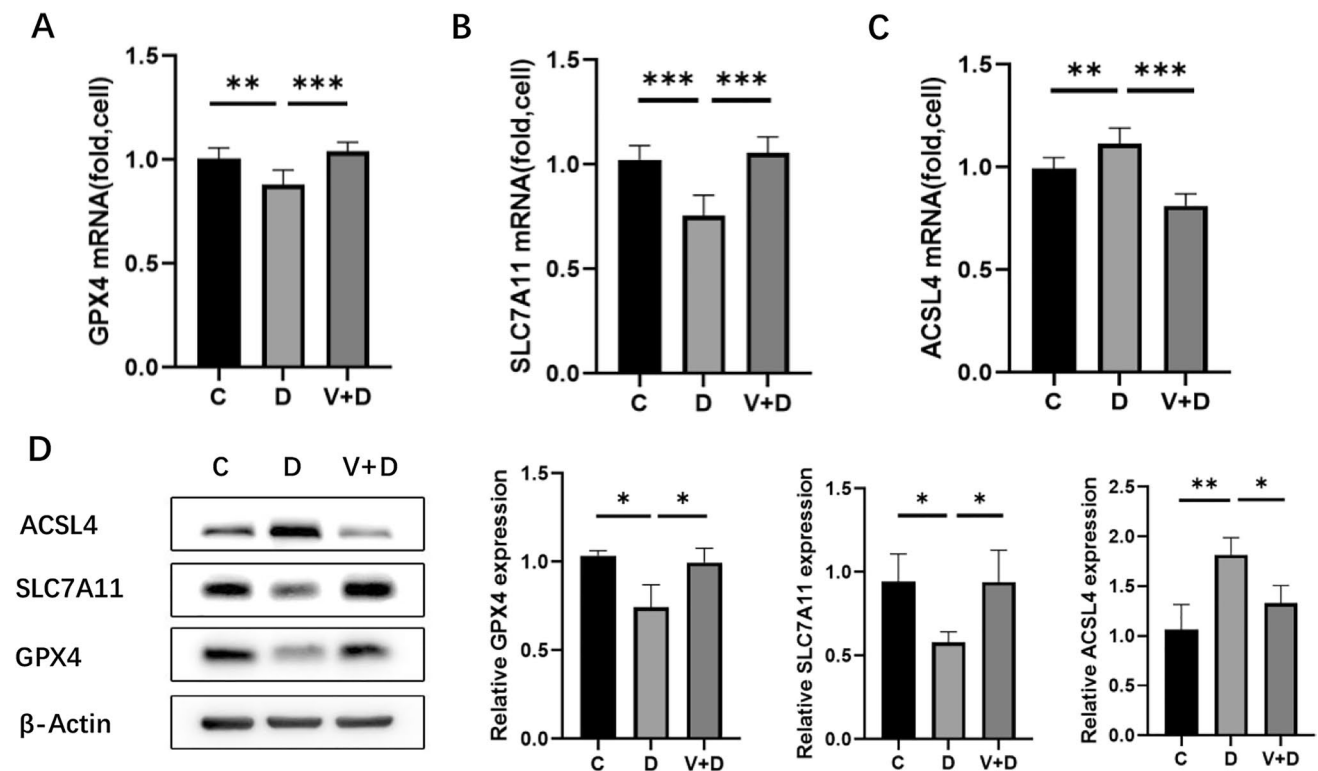 A
GPX4 mRNA(fold,cell)
1.5
1.0
0.5
0.0
**
***
C
D
V+D
B
SLC7A11 mRNA(fold,cell)
1.5
1.0
0.5
0.0
***
***
C
D
V+D
C
ACSL4 mRNA(fold,cell)
1.5
1.0
0.5
0.0
**
***
C
D
V+D
D
C D V+D
ACSL4
SLC7A11
GPX4
β-Actin
Relative GPX4 expression
1.5
1.0
0.5
0.0
*
*
C
D
V+D
Relative SLC7A11 expression
1.5
1.0
0.5
0.0
*
*
C
D
V+D
Relative ACSL4 expression
2.5
2.0
1.5
1.0
0.5
0.0
**
*
C
D
V+D